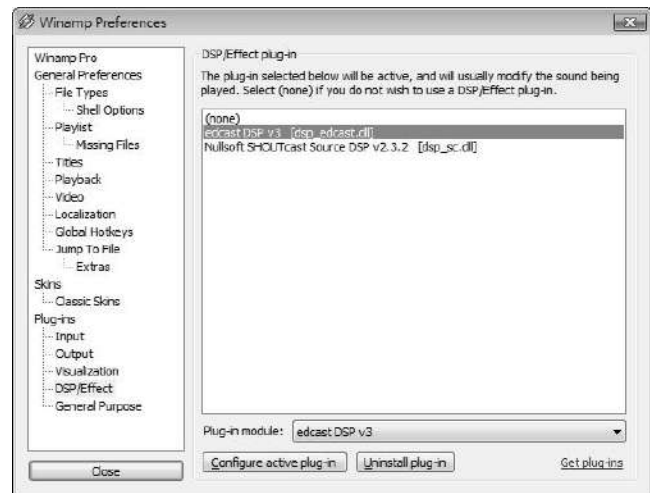 Winamp Preferences
Winamp Pro
General Preferences
File Types
Shell Options
Playlist
Missing Files
Titles
Playback
Video
Localization
Global Hotkeys
Jump To File
Extras
Skins
Classic Skins
Plug-ins
Input
Output
Visualization
DSP/Effect
General Purpose
Close
DSP/Effect plug-in
The plug-in selected below will be active, and will usually modify the sound being
played. Select (none) if you do not wish to use a DSP/Effect plug-in.
(none)
edcast DSP v3 [dsp_edcast.dll]
Nullsoft SHOUTcast Source DSP v2.3.2 [dsp_sc.dll]
Plug-in module: edcast DSP v3
Configure active plug-in Uninstall plug-in Get plug-ins